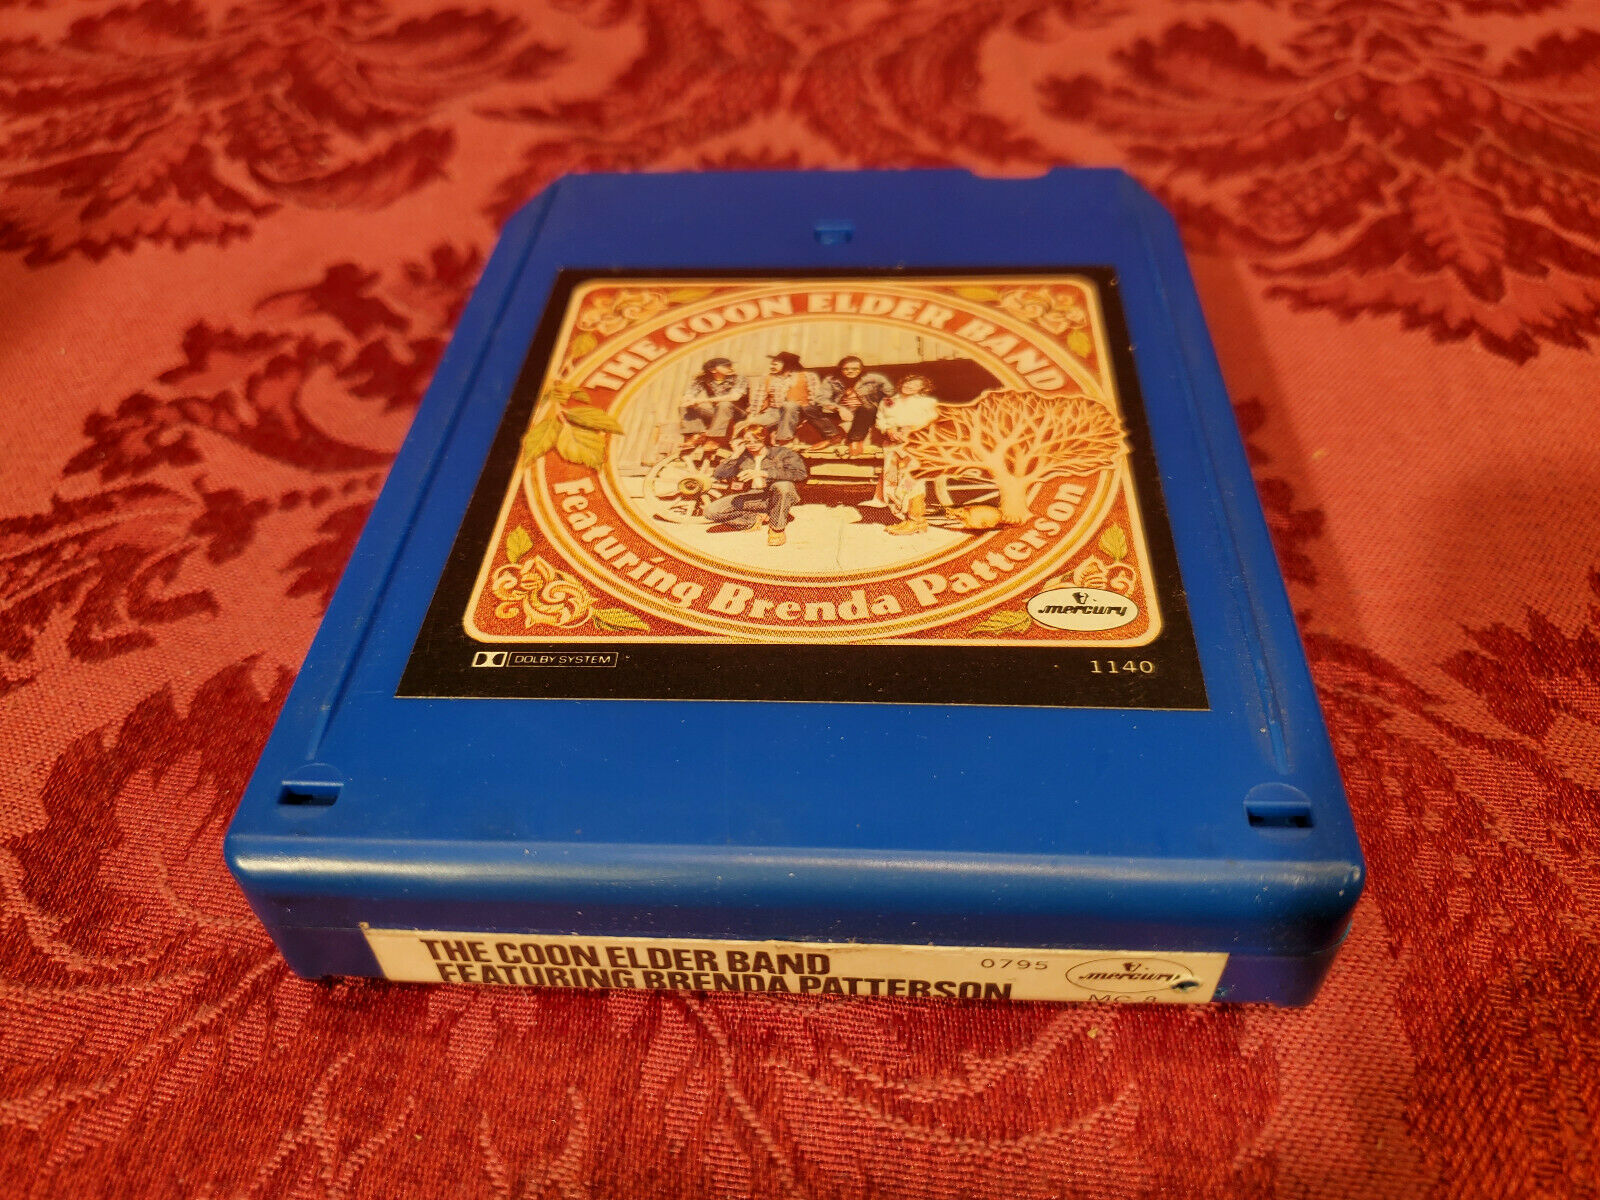 THE COON ELDER BAND
Featuring Brenda Patterson
mercury
DOLBY SYSTEM
1140
THE COON ELDER BAND
FEATURING BRENDA PATTERSON
0795
mercury